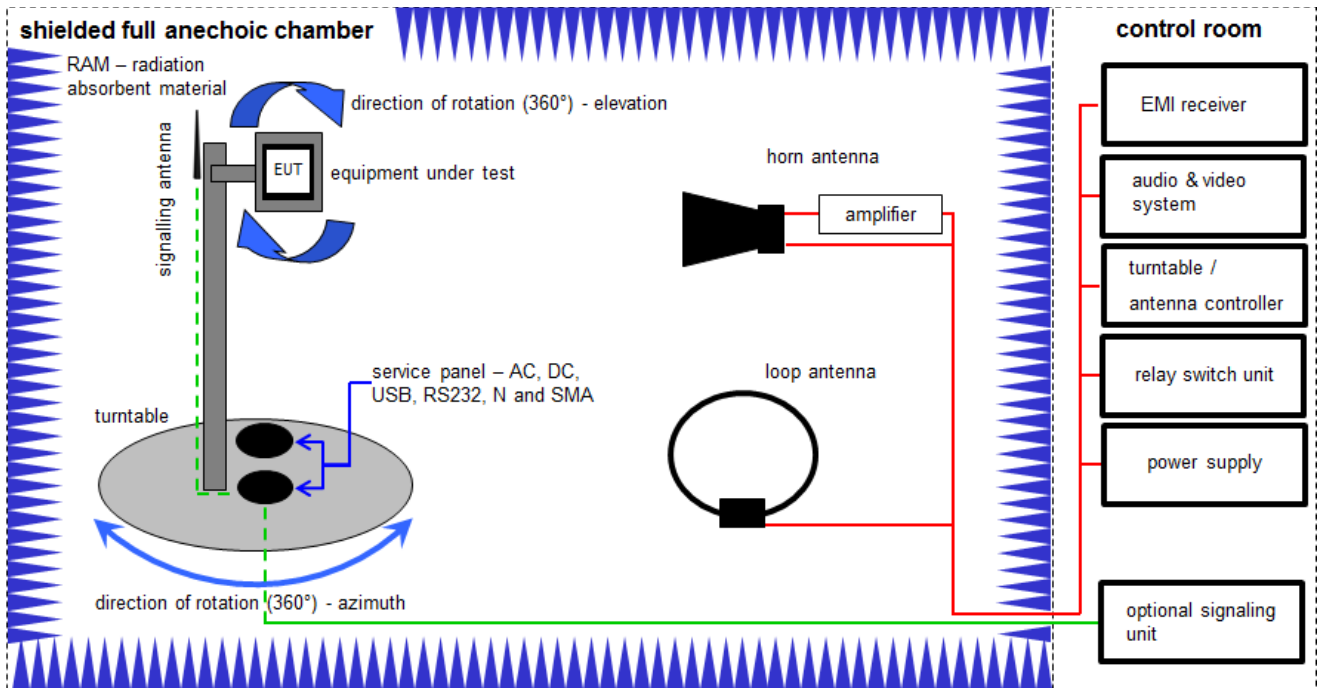 shielded full anechoic chamber
control room
RAM – radiation
absorbent material
direction of rotation (360°) - elevation
signalling antenna
EUT
equipment under test
horn antenna
amplifier
EMI receiver
audio & video
system
turntable /
antenna controller
loop antenna
relay switch unit
service panel – AC, DC,
USB, RS232, N and SMA
turntable
power supply
direction of rotation (360°) - azimuth
optional signaling
unit